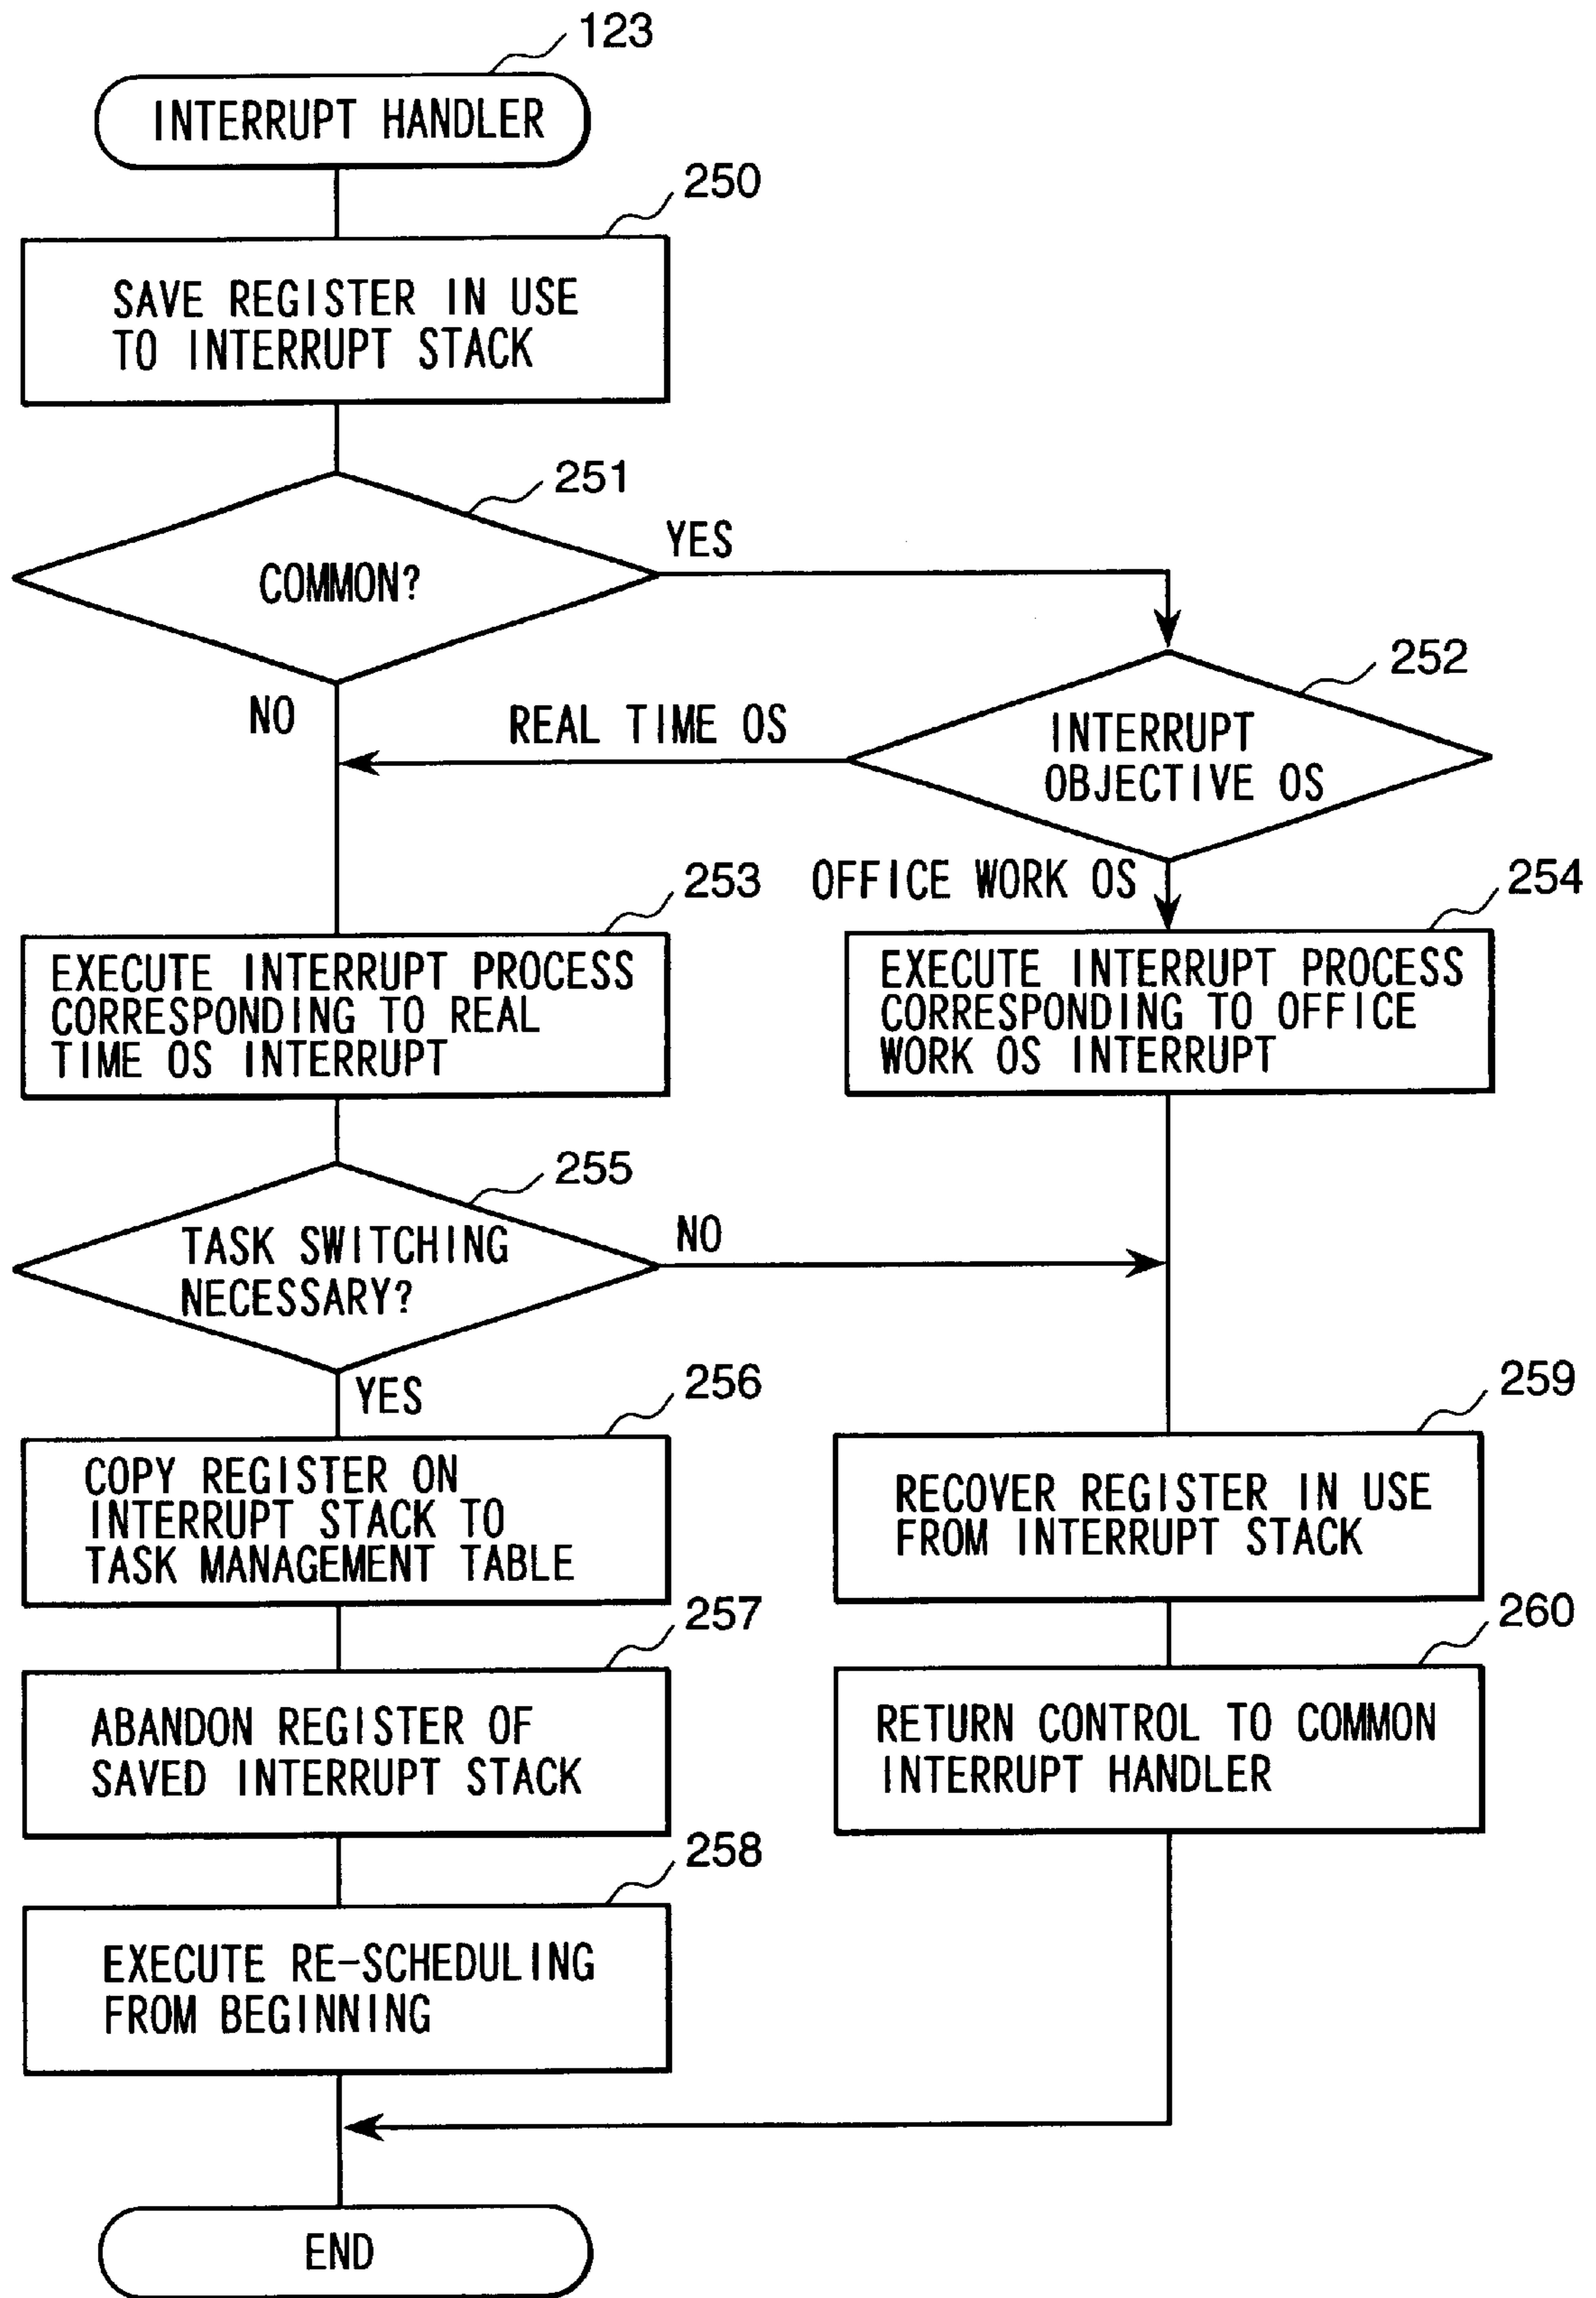 123
INTERRUPT HANDLER
250
SAVE REGISTER IN USE
TO INTERRUPT STACK
251
COMMON?
YES
NO
252
INTERRUPT
OBJECTIVE OS
REAL TIME OS
OFFICE WORK OS
253
EXECUTE INTERRUPT PROCESS
CORRESPONDING TO REAL
TIME OS INTERRUPT
254
EXECUTE INTERRUPT PROCESS
CORRESPONDING TO OFFICE
WORK OS INTERRUPT
255
TASK SWITCHING
NECESSARY?
NO
YES
256
COPY REGISTER ON
INTERRUPT STACK TO
TASK MANAGEMENT TABLE
259
RECOVER REGISTER IN USE
FROM INTERRUPT STACK
257
ABANDON REGISTER OF
SAVED INTERRUPT STACK
260
RETURN CONTROL TO COMMON
INTERRUPT HANDLER
258
EXECUTE RE-SCHEDULING
FROM BEGINNING
END